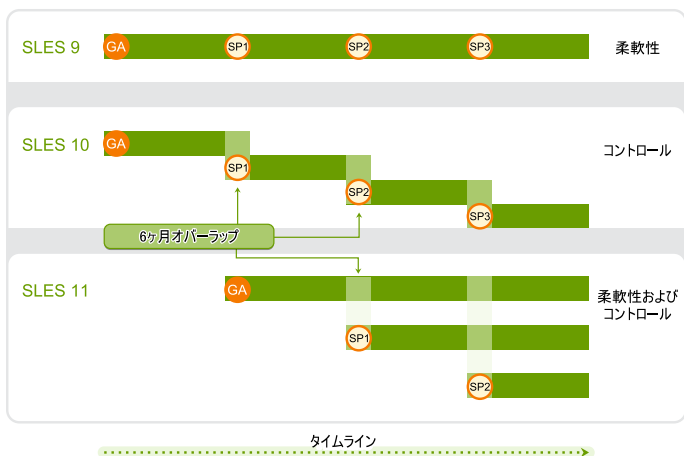 SLES 9
GA
SP1
SP2
SP3
柔軟性
SLES 10
GA
コントロール
SP1
SP2
SP3
6ヶ月オーバーラップ
SLES 11
GA
柔軟性および
コントロール
SP1
SP2
タイムライン